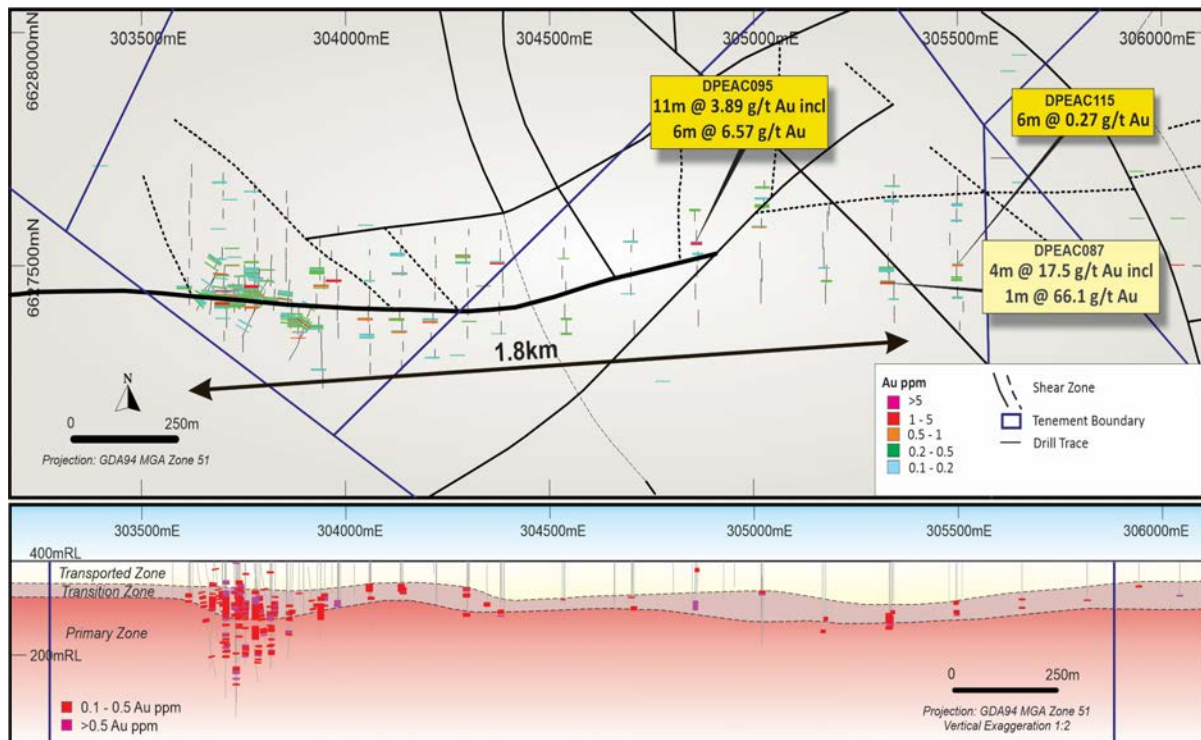 303500mE 304000mE 304500mE 305000mE 305500mE 306000mE
6628000mN
6627500mN
DPEAC095
11m @ 3.89 g/t Au incl
6m @ 6.57 g/t Au
DPEAC115
6m @ 0.27 g/t Au
DPEAC087
4m @ 17.5 g/t Au incl
1m @ 66.1 g/t Au
1.8km
N
0 250m
Projection: GDA94 MGA Zone 51
Au ppm
>5
1 - 5
0.5 - 1
0.2 - 0.5
0.1 - 0.2
Shear Zone
Tenement Boundary
Drill Trace
303500mE 304000mE 304500mE 305000mE 305500mE 306000mE
400mRL
Transported Zone
Transition Zone
Primary Zone
200mRL
0.1 - 0.5 Au ppm
>0.5 Au ppm
0 250m
Projection: GDA94 MGA Zone 51
Vertical Exaggeration 1:2